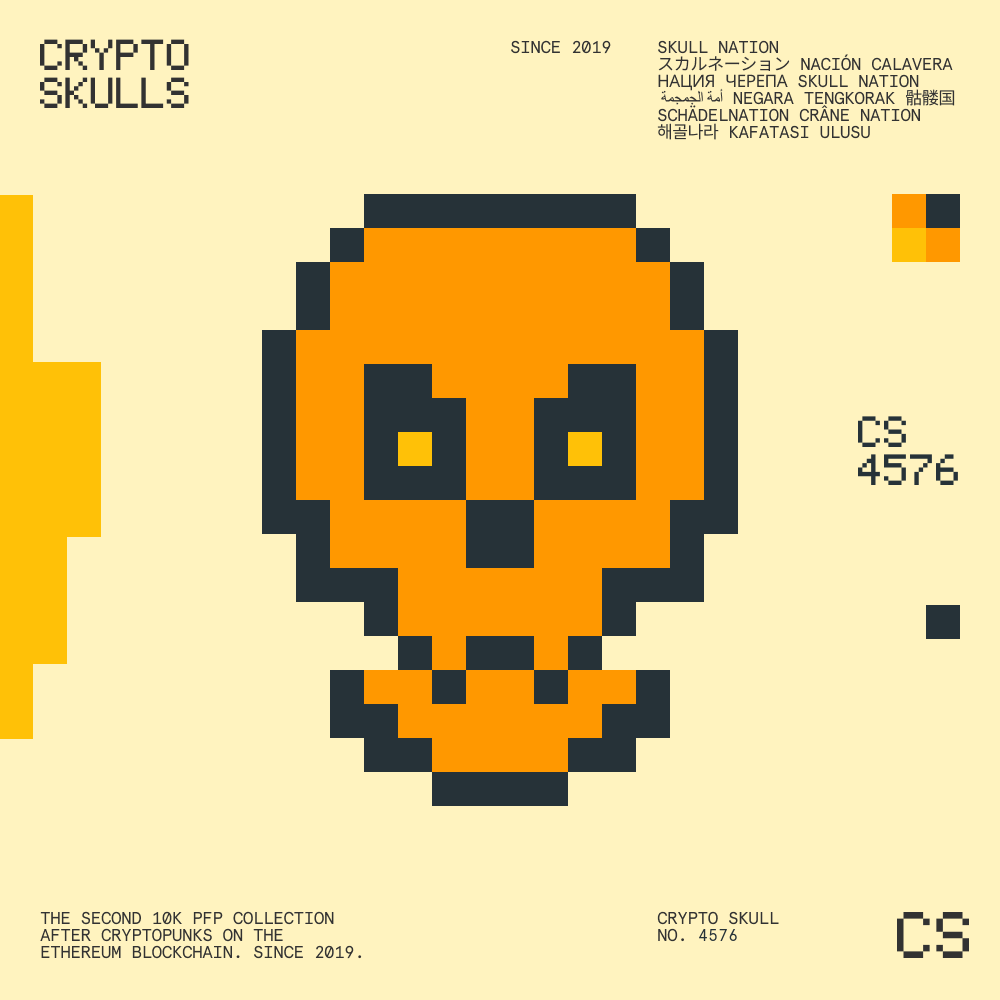 CRYPTO
SKULLS
SINCE 2019
SKULL NATION
スカルネーション NACIÓN CALAVERA
НАЦИЯ ЧЕРЕПА SKULL NATION
أمة الجمجمة NEGARA TENGKORAK 骷髅国
SCHÄDELNATION CRÂNE NATION
해골나라 KAFATASI ULUSU
CS
4576
THE SECOND 10K PFP COLLECTION
AFTER CRYPTOPUNKS ON THE
ETHEREUM BLOCKCHAIN. SINCE 2019.
CRYPTO SKULL
NO. 4576
CS